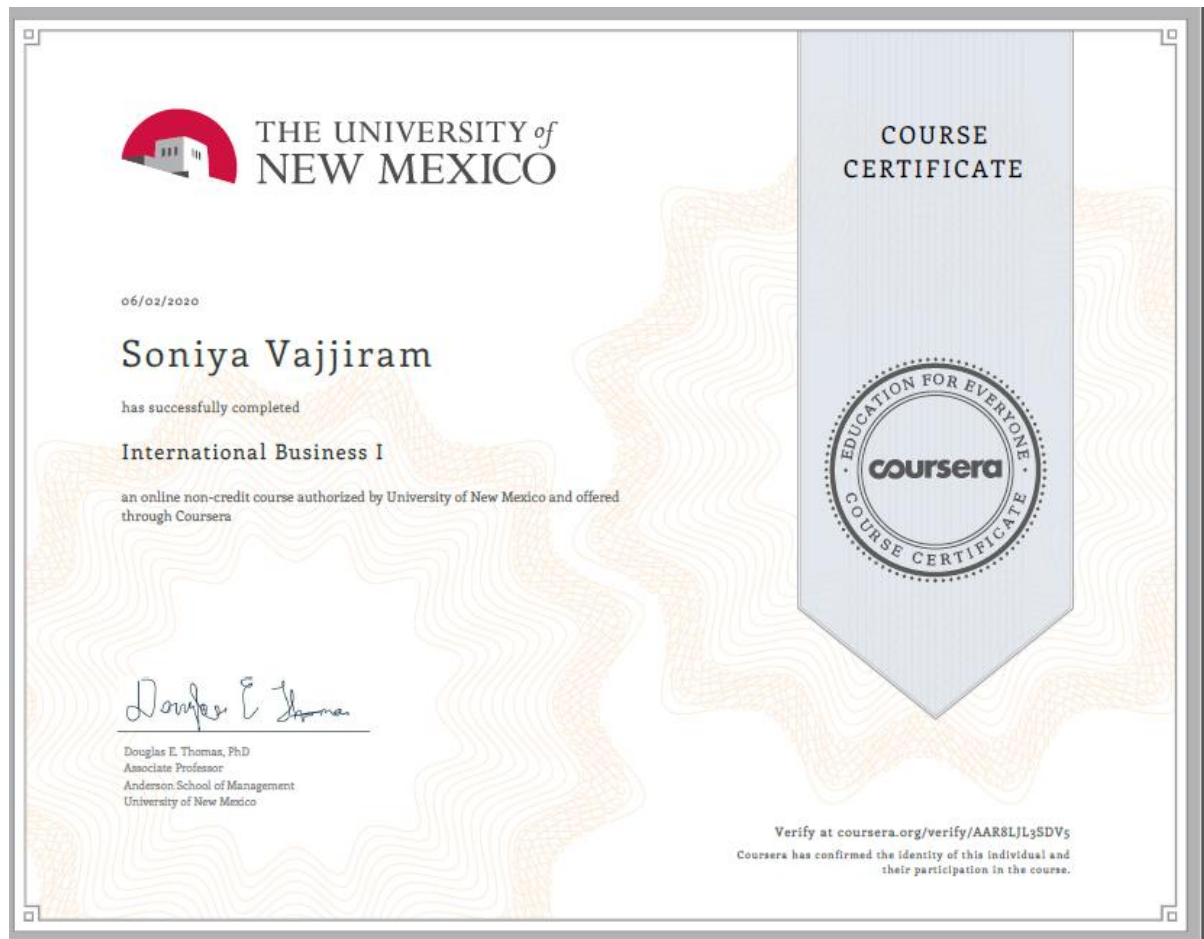 THE UNIVERSITY of
NEW MEXICO
COURSE
CERTIFICATE
06/02/2020
Soniya Vajjiram
has successfully completed
International Business I
an online non-credit course authorized by University of New Mexico and offered
through Coursera
EDUCATION FOR EVERYONE
coursera
COURSE CERTIFICATE
Douglas E Thomas
Douglas E. Thomas, PhD
Associate Professor
Anderson School of Management
University of New Mexico
Verify at coursera.org/verify/AAR8LJL3SDV5
Coursera has confirmed the identity of this individual and
their participation in the course.